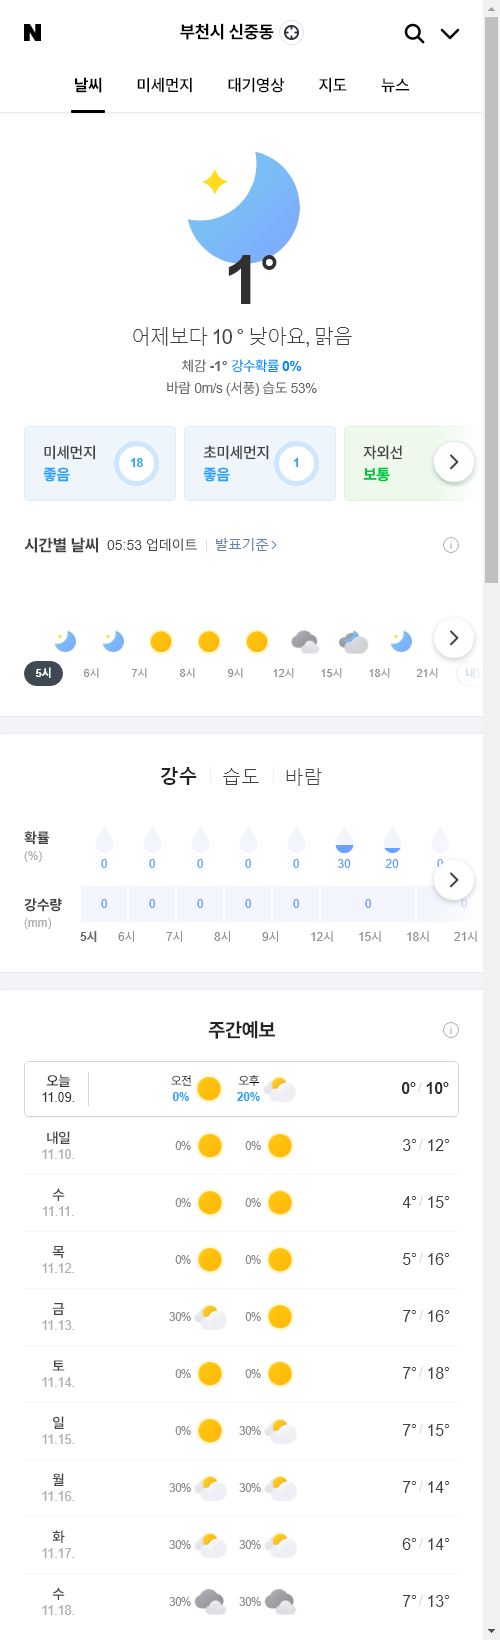 N
부천시 신중동
날씨 미세먼지 대기영상 지도 뉴스
1°
어제보다 10 ° 낮아요, 맑음
체감 -1° 강수확률 0%
바람 0m/s (서풍) 습도 53%
미세먼지 좋음 18
초미세먼지 좋음 1
자외선 보통
시간별 날씨 05:53 업데이트 발표기준
5시 6시 7시 8시 9시 12시 15시 18시 21시
강수 습도 바람
확률 (%) 0 0 0 0 0 30 20 0
강수량 (mm) 0 0 0 0 0 0 0
5시 6시 7시 8시 9시 12시 15시 18시 21시
주간예보
오늘 11.09. 오전 0% 오후 20% 0° / 10°
내일 11.10. 0% 0% 3° / 12°
수 11.11. 0% 0% 4° / 15°
목 11.12. 0% 0% 5° / 16°
금 11.13. 30% 0% 7° / 16°
토 11.14. 0% 0% 7° / 18°
일 11.15. 0% 30% 7° / 15°
월 11.16. 30% 30% 7° / 14°
화 11.17. 30% 30% 6° / 14°
수 11.18. 30% 30% 7° / 13°